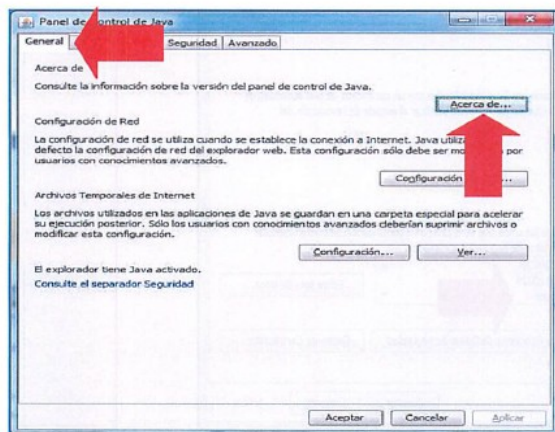 Panel de control de Java
General Seguridad Avanzado
Acerca de
Consulte la información sobre la versión del panel de control de Java.
Acerca de...
Configuración de Red
La configuración de red se utiliza cuando se establece la conexión a Internet. Java
defecto la configuración de red del explorador web. Esta configuración sólo debe ser por
usuarios con conocimientos avanzados.
Configuración
Archivos Temporales de Internet
Los archivos utilizados en las aplicaciones de Java se guardan en una carpeta especial para acelerar
su ejecución posterior. Sólo los usuarios con conocimientos avanzados deberían suprimir archivos o
modificar esta configuración.
Configuración... Ver...
El explorador tiene Java activado.
Consulte el separador Seguridad
Aceptar Cancelar Aplicar